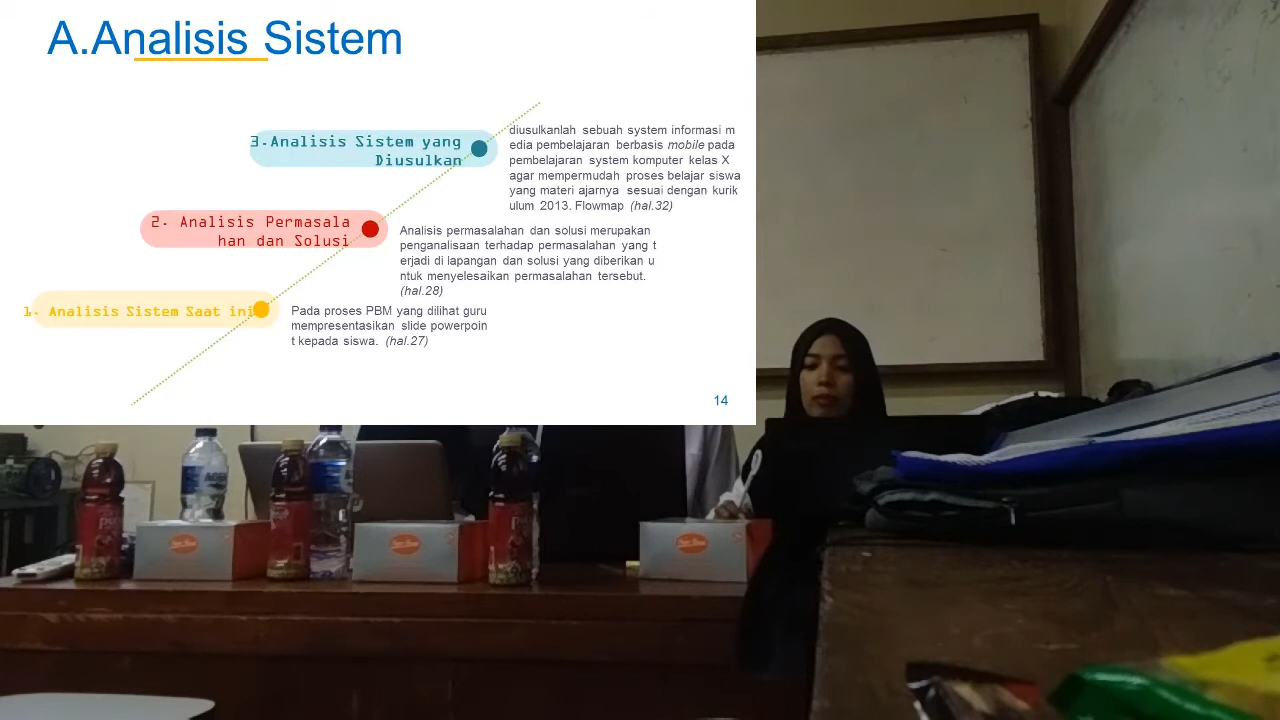 A.Analisis Sistem
3.Analisis Sistem yang
Diusulkan
diusulkanlah sebuah system informasi m
edia pembelajaran berbasis mobile pada
pembelajaran system komputer kelas X
agar mempermudah proses belajar siswa
yang materi ajarnya sesuai dengan kurik
ulum 2013. Flowmap (hal.32)
2. Analisis Permasala
han dan Solusi
Analisis permasalahan dan solusi merupakan
penganalisaan terhadap permasalahan yang t
erjadi di lapangan dan solusi yang diberikan u
ntuk menyelesaikan permasalahan tersebut.
(hal.28)
1. Analisis Sistem Saat ini
Pada proses PBM yang dilihat guru
mempresentasikan slide powerpoin
t kepada siswa. (hal.27)
14